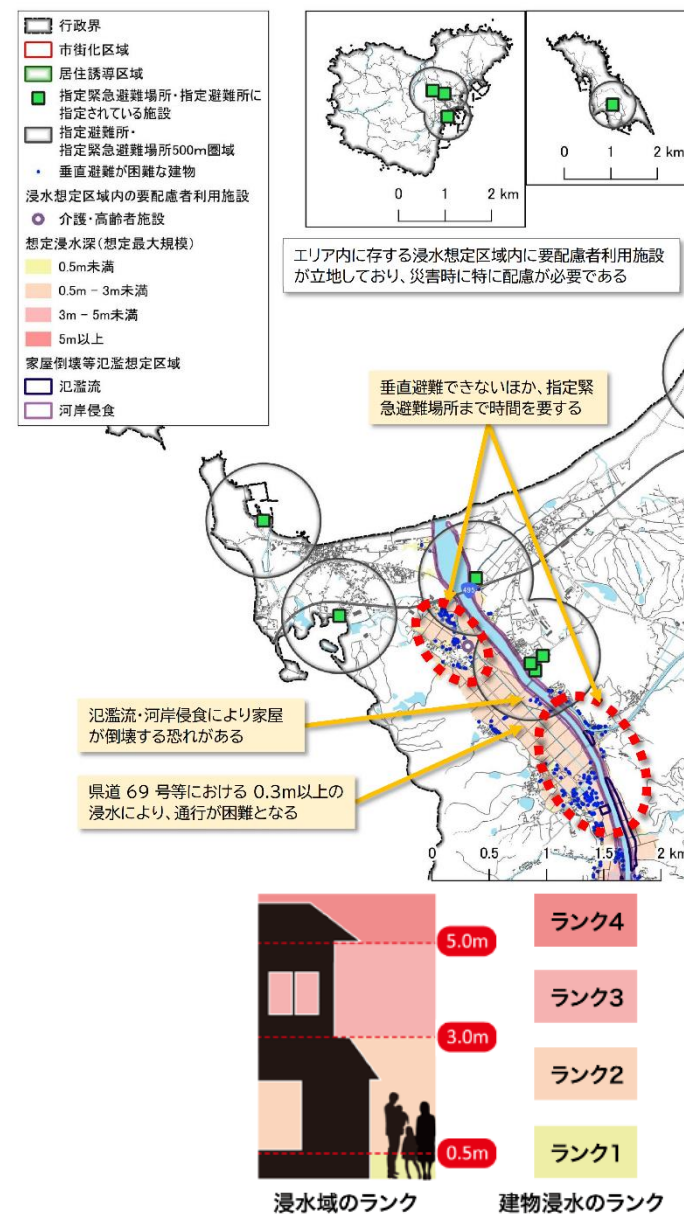 行政界
市街化区域
居住誘導区域
指定緊急避難場所・指定避難所に
指定されている施設
指定避難所・
指定緊急避難場所500m圏域
垂直避難が困難な建物
浸水想定区域内の要配慮者利用施設
介護・高齢者施設
想定浸水深(想定最大規模)
0.5m未満
0.5m - 3m未満
3m - 5m未満
5m以上
家屋倒壊等氾濫想定区域
氾濫流
河岸侵食
0 1 2 km
0 1 2 km
エリア内に存する浸水想定区域内に要配慮者利用施設
が立地しており、災害時に特に配慮が必要である
垂直避難できないほか、指定緊
急避難場所まで時間を要する
495
氾濫流・河岸侵食により家屋
が倒壊する恐れがある
県道 69 号等における 0.3m以上の
浸水により、通行が困難となる
0 0.5 1 1.5 2 km
5.0m
ランク4
ランク3
3.0m
ランク2
0.5m
ランク1
浸水域のランク
建物浸水のランク